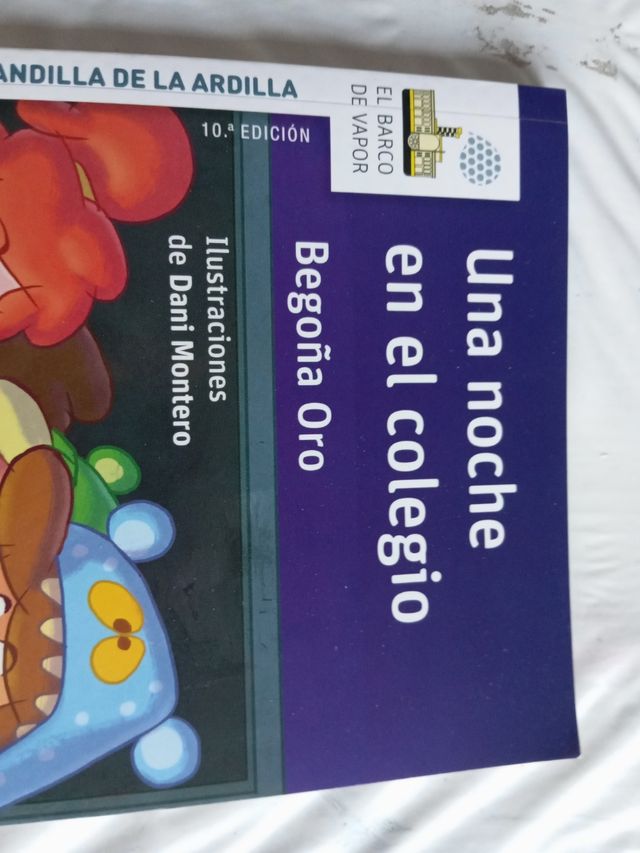 ANDILLA DE LA ARDILLA
10.ª EDICIÓN
EL BARCO
DE VAPOR
Una noche
en el colegio
Begoña Oro
Ilustraciones
de Dani Montero